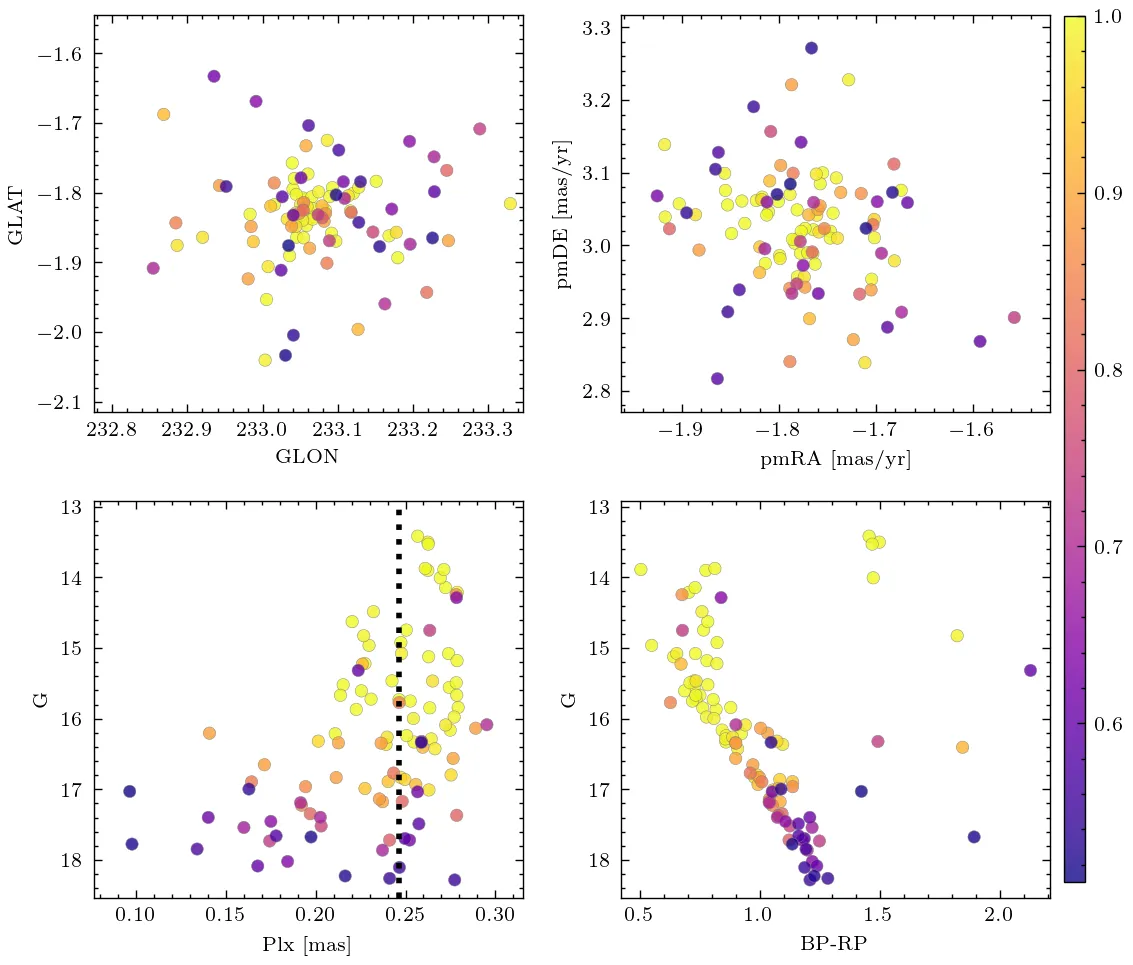 −1.6
−1.7
−1.8
−1.9
−2.0
−2.1
GLAT
232.8 232.9 233.0 233.1 233.2 233.3
GLON
3.3
3.2
3.1
3.0
2.9
2.8
pmDE [mas/yr]
−1.9 −1.8 −1.7 −1.6
pmRA [mas/yr]
1.0
0.9
0.8
0.7
0.6
13
14
15
16
17
18
G
0.10 0.15 0.20 0.25 0.30
Plx [mas]
13
14
15
16
17
18
G
0.5 1.0 1.5 2.0
BP-RP